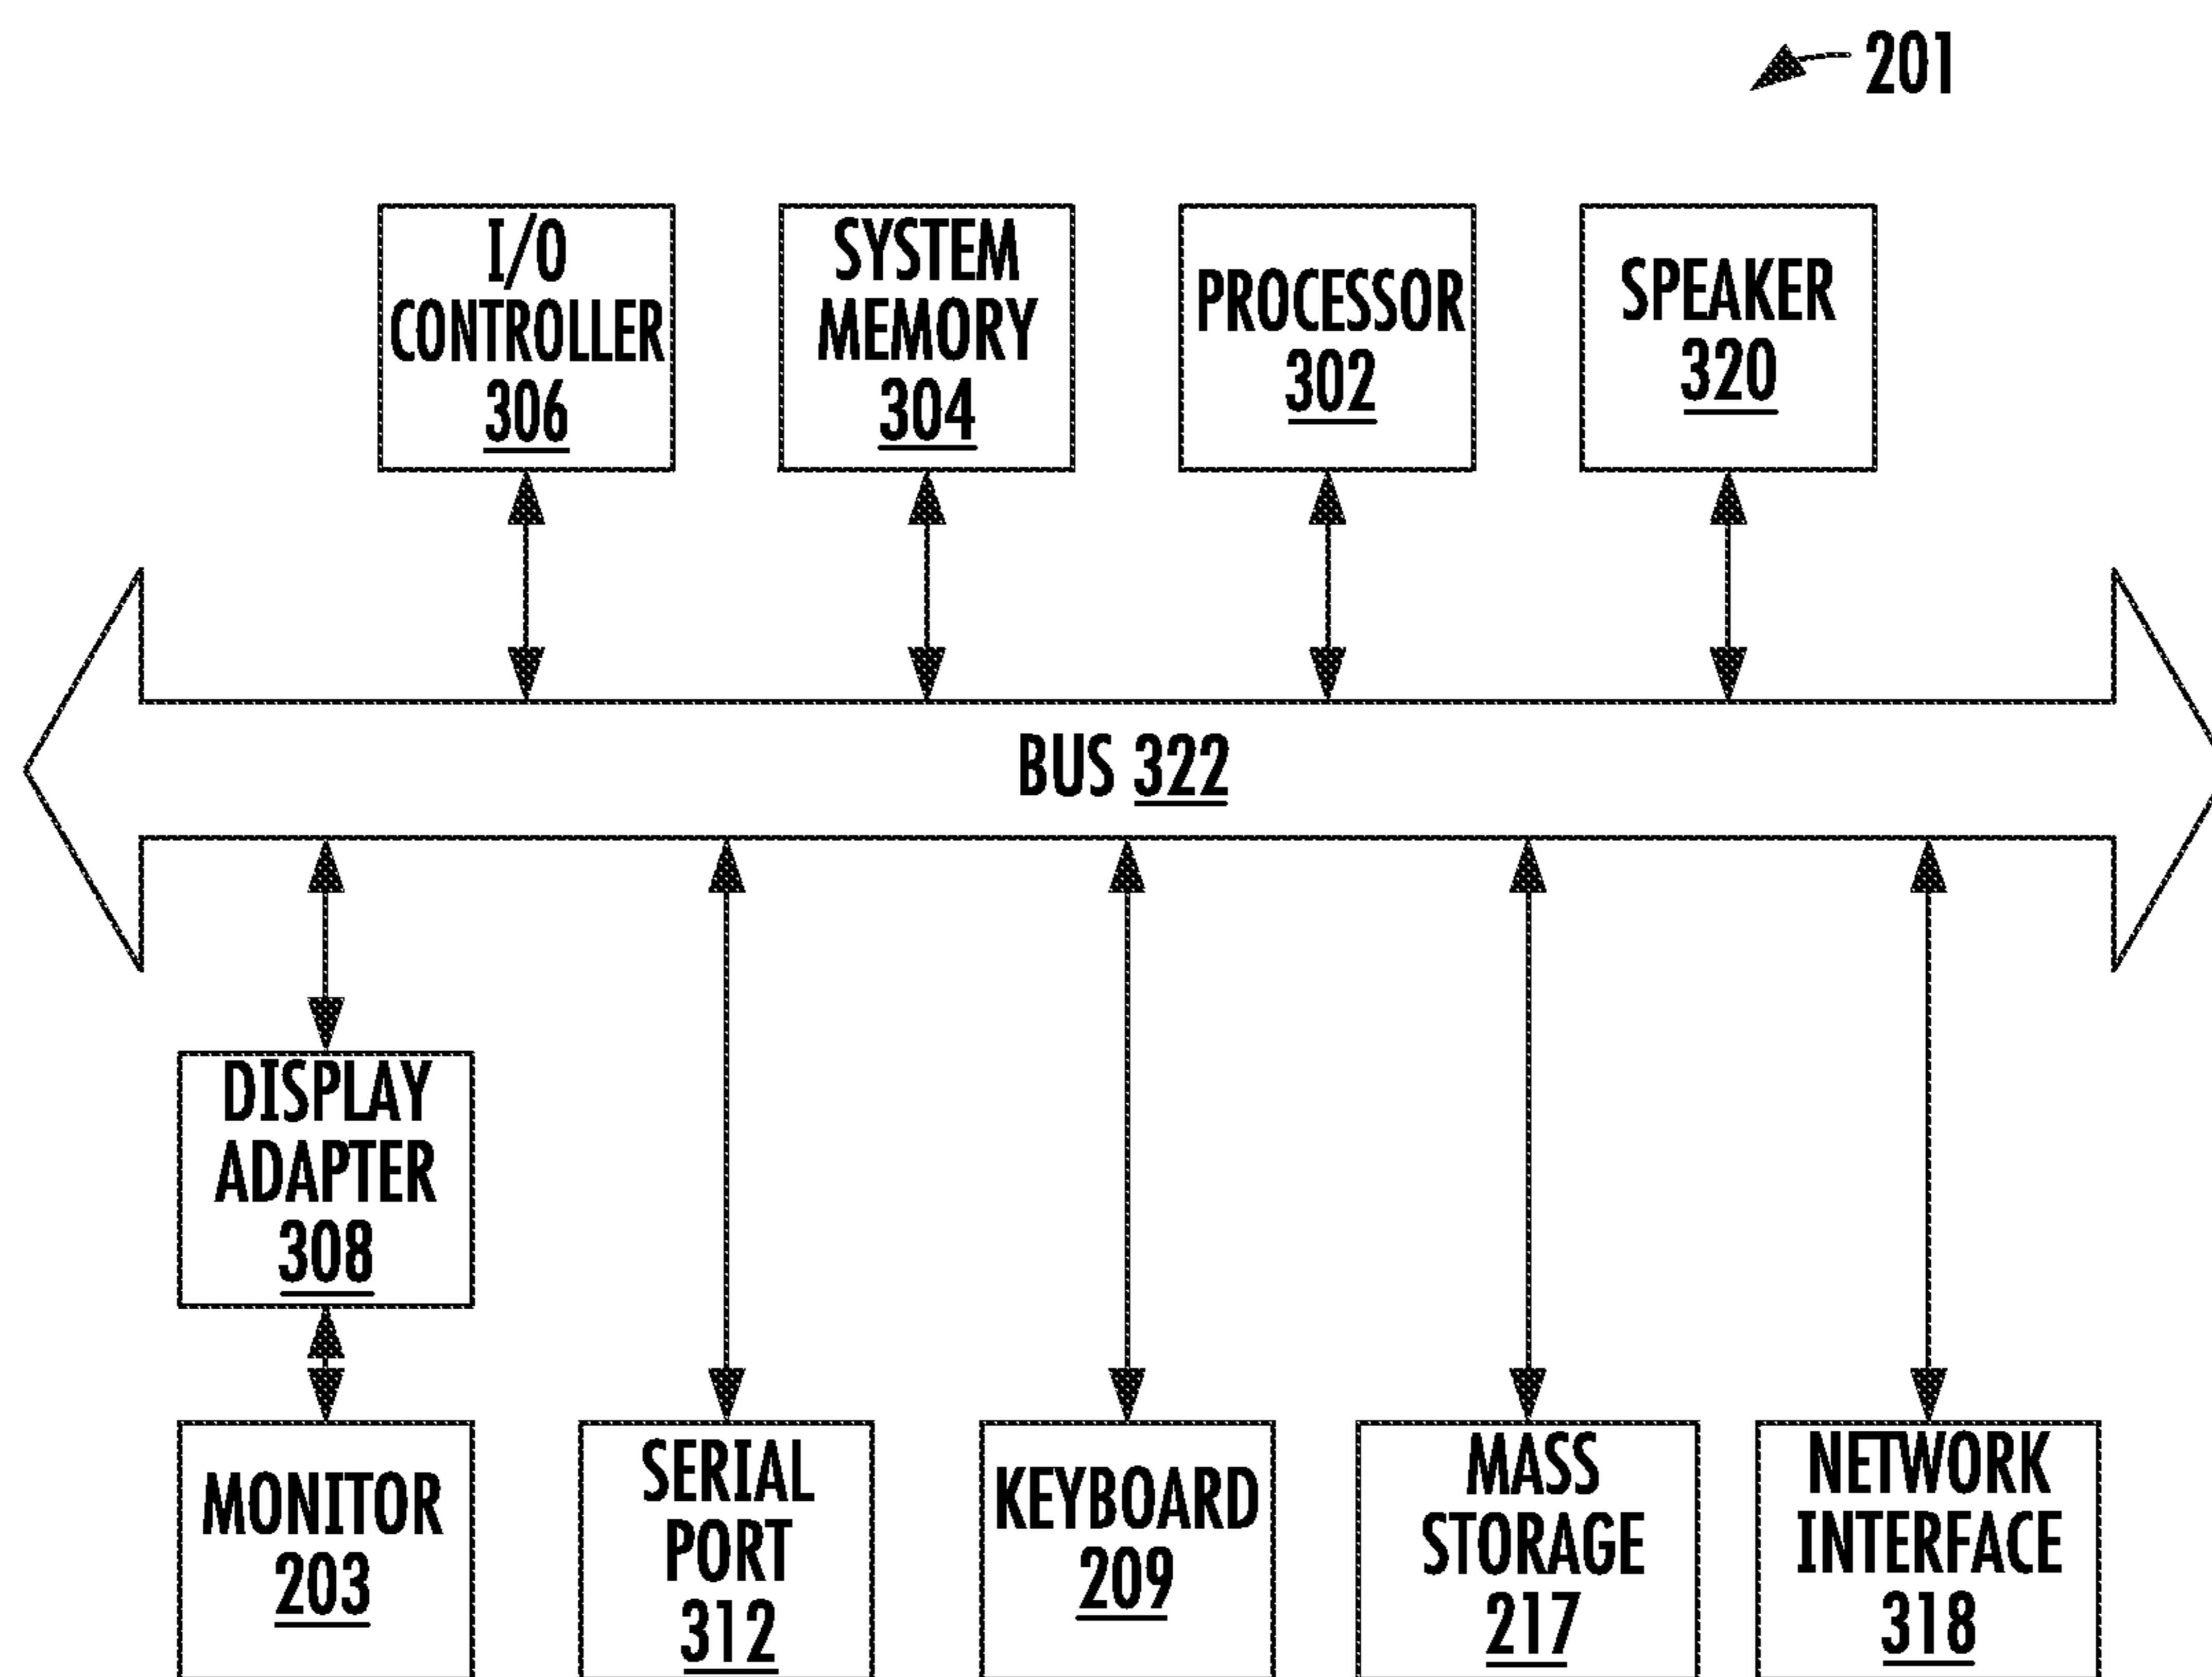 201
I/O
CONTROLLER
306
SYSTEM
MEMORY
304
PROCESSOR
302
SPEAKER
320
BUS 322
DISPLAY
ADAPTER
308
MONITOR
203
SERIAL
PORT
312
KEYBOARD
209
MASS
STORAGE
217
NETWORK
INTERFACE
318